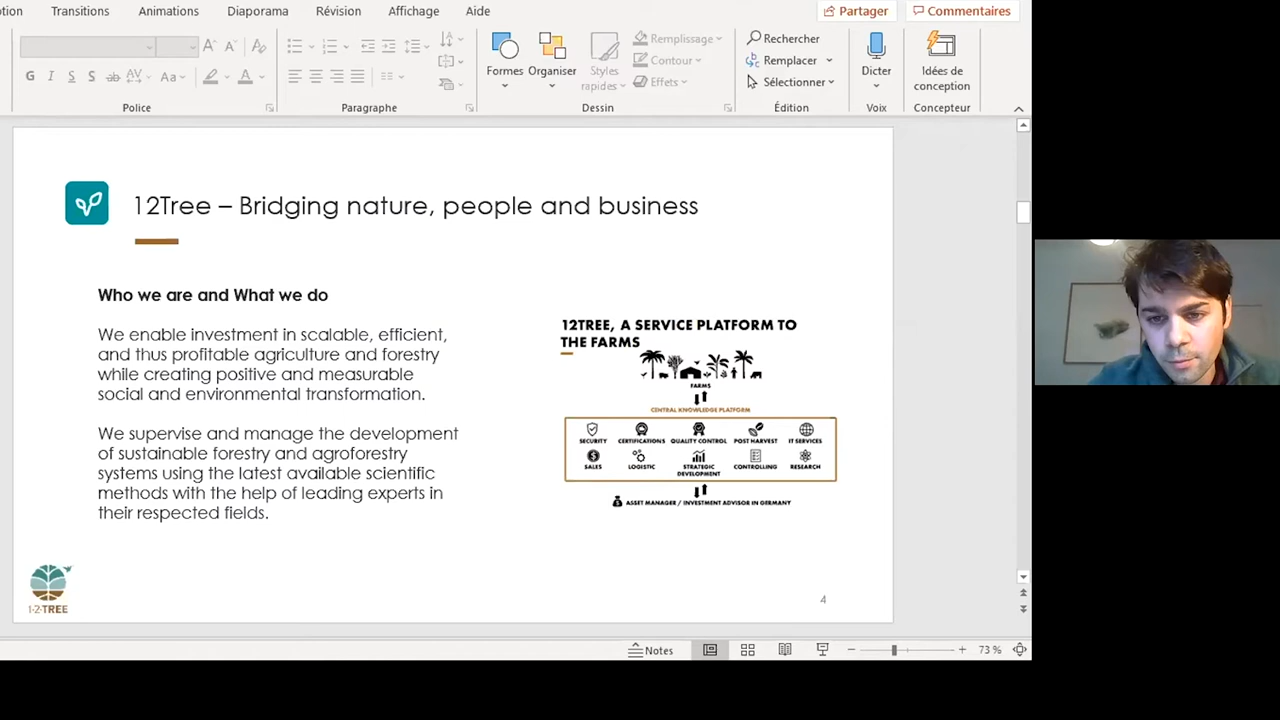 Transitions Animations Diaporama Révision Affichage Aide Partager Commentaires
Remplissage Rechercher
Contour Remplacer
Effets Sélectionner
Formes Organiser Styles rapides Dicter Idées de conception
G I S S ab AV Aa A
Police Paragraphe Dessin Édition Voix Concepteur
12Tree – Bridging nature, people and business
Who we are and What we do
We enable investment in scalable, efficient,
and thus profitable agriculture and forestry
while creating positive and measurable
social and environmental transformation.
We supervise and manage the development
of sustainable forestry and agroforestry
systems using the latest available scientific
methods with the help of leading experts in
their respected fields.
12TREE, A SERVICE PLATFORM TO
THE FARMS
FARMS
CENTRAL KNOWLEDGE PLATFORM
SECURITY CERTIFICATIONS QUALITY CONTROL POST HARVEST IT SERVICES
SALES LOGISTIC STRATEGIC DEVELOPMENT CONTROLLING RESEARCH
ASSET MANAGER / INVESTMENT ADVISOR IN GERMANY
1·2·TREE
4
Notes 73 %